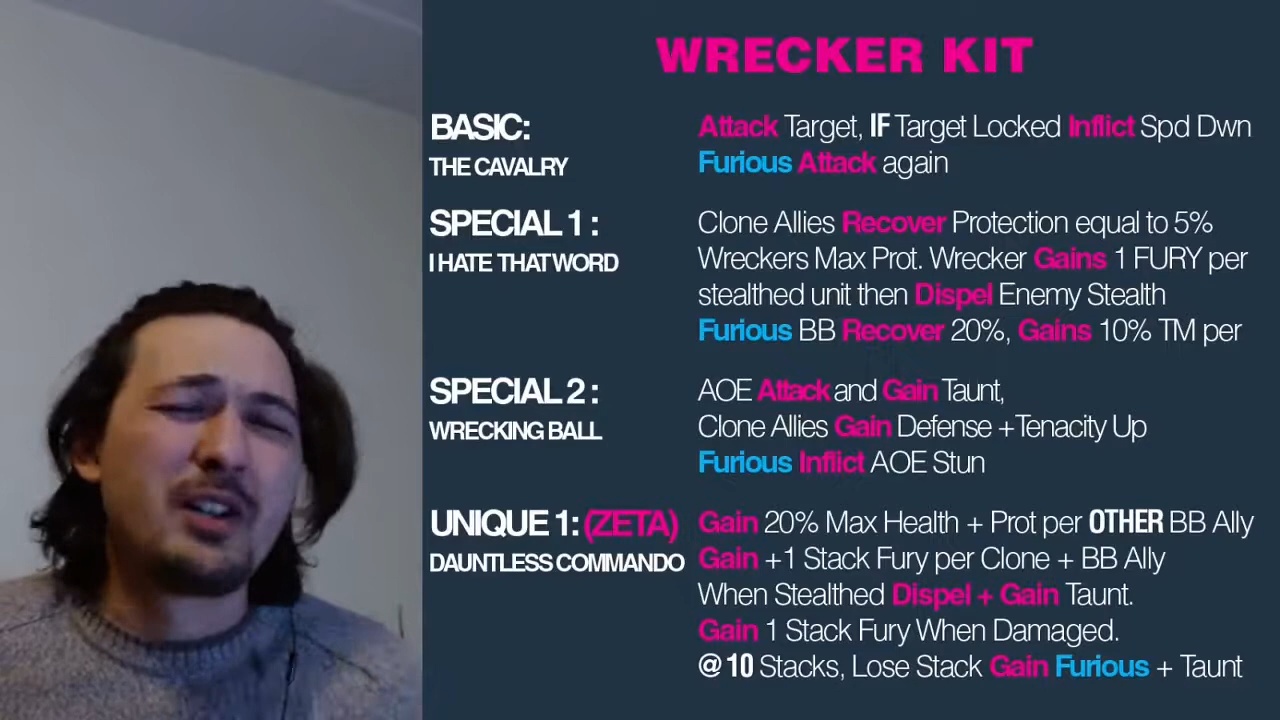 WRECKER KIT
BASIC:
THE CAVALRY
Attack Target, IF Target Locked Inflict Spd Dwn
Furious Attack again
SPECIAL 1 :
I HATE THAT WORD
Clone Allies Recover Protection equal to 5%
Wreckers Max Prot. Wrecker Gains 1 FURY per
stealthed unit then Dispel Enemy Stealth
Furious BB Recover 20%, Gains 10% TM per
SPECIAL 2 :
WRECKING BALL
AOE Attack and Gain Taunt,
Clone Allies Gain Defense +Tenacity Up
Furious Inflict AOE Stun
UNIQUE 1: (ZETA)
DAUNTLESS COMMANDO
Gain 20% Max Health + Prot per OTHER BB Ally
Gain +1 Stack Fury per Clone + BB Ally
When Stealthed Dispel + Gain Taunt.
Gain 1 Stack Fury When Damaged.
@ 10 Stacks, Lose Stack Gain Furious + Taunt